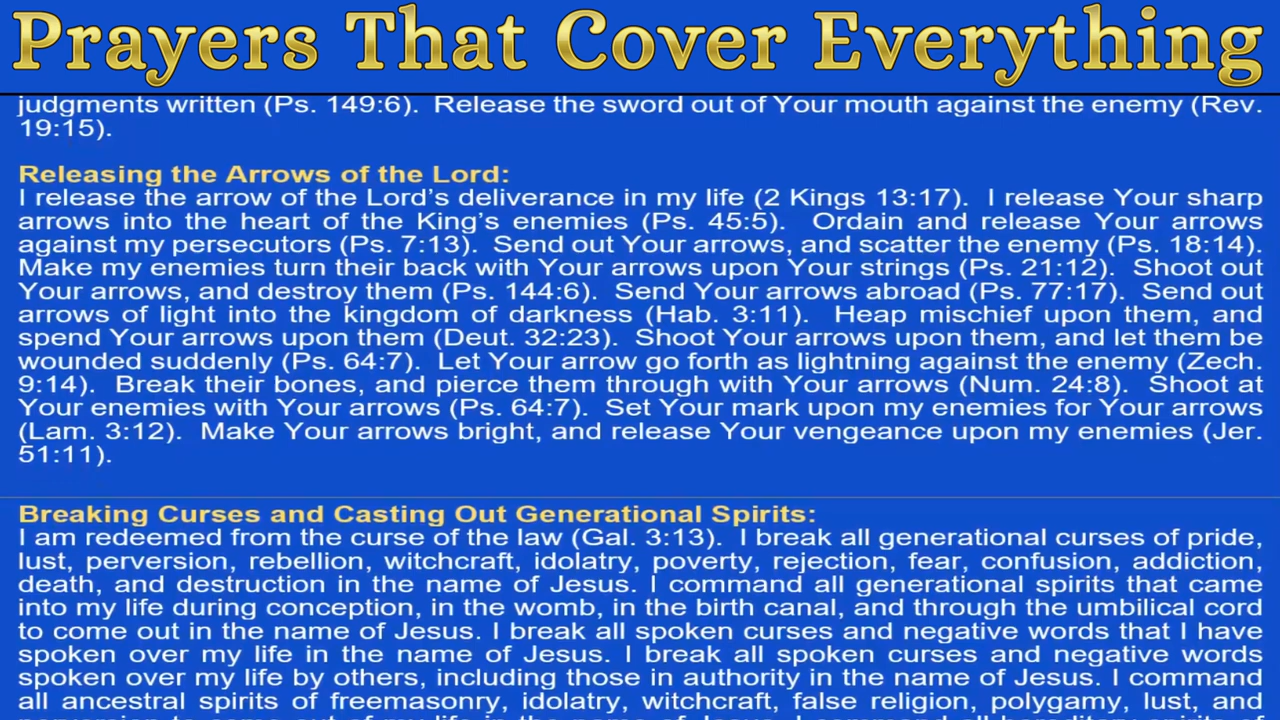 Prayers That Cover Everything
judgments written (Ps. 149:6).  Release the sword out of Your mouth against the enemy (Rev.
19:15).
Releasing the Arrows of the Lord:
I release the arrow of the Lord’s deliverance in my life (2 Kings 13:17).  I release Your sharp
arrows into the heart of the King’s enemies (Ps. 45:5).  Ordain and release Your arrows
against my persecutors (Ps. 7:13).  Send out Your arrows, and scatter the enemy (Ps. 18:14).
Make my enemies turn their back with Your arrows upon Your strings (Ps. 21:12).  Shoot out
Your arrows, and destroy them (Ps. 144:6).  Send Your arrows abroad (Ps. 77:17).  Send out
arrows of light into the kingdom of darkness (Hab. 3:11).  Heap mischief upon them, and
spend Your arrows upon them (Deut. 32:23).  Shoot Your arrows upon them, and let them be
wounded suddenly (Ps. 64:7).  Let Your arrow go forth as lightning against the enemy (Zech.
9:14).  Break their bones, and pierce them through with Your arrows (Num. 24:8).  Shoot at
Your enemies with Your arrows (Ps. 64:7).  Set Your mark upon my enemies for Your arrows
(Lam. 3:12).  Make Your arrows bright, and release Your vengeance upon my enemies (Jer.
51:11).
Breaking Curses and Casting Out Generational Spirits:
I am redeemed from the curse of the law (Gal. 3:13).  I break all generational curses of pride,
lust, perversion, rebellion, witchcraft, idolatry, poverty, rejection, fear, confusion, addiction,
death, and destruction in the name of Jesus. I command all generational spirits that came
into my life during conception, in the womb, in the birth canal, and through the umbilical cord
to come out in the name of Jesus. I break all spoken curses and negative words that I have
spoken over my life in the name of Jesus. I break all spoken curses and negative words
spoken over my life by others, including those in authority in the name of Jesus. I command
all ancestral spirits of freemasonry, idolatry, witchcraft, false religion, polygamy, lust, and